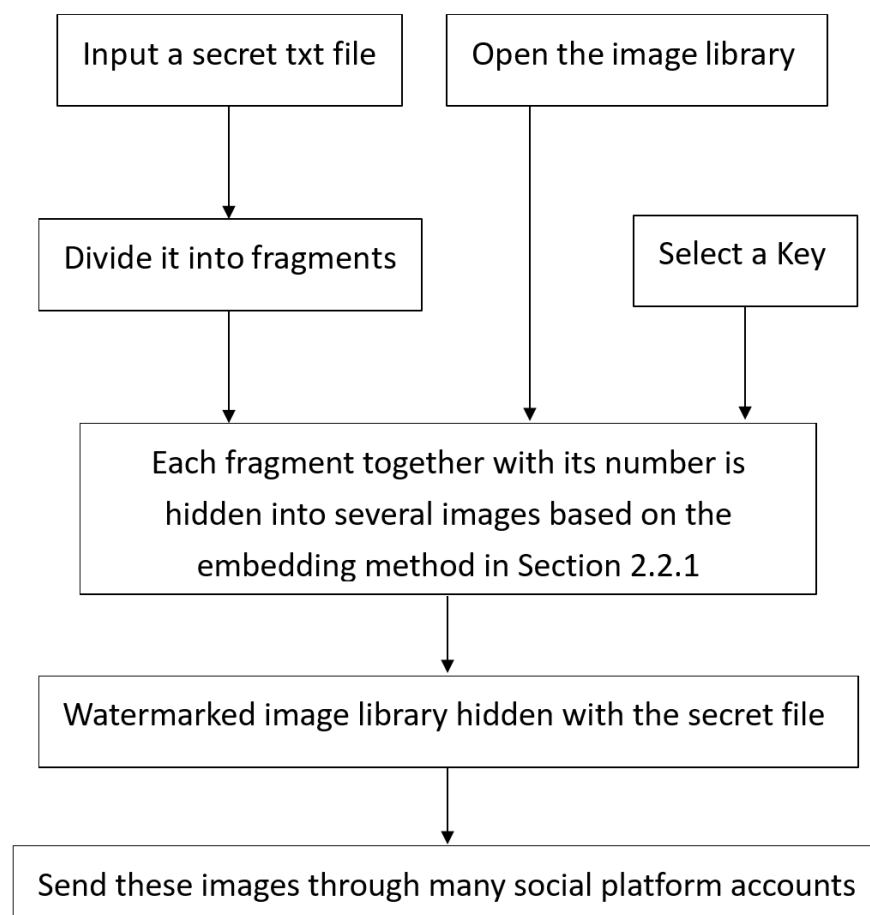 Input a secret txt file
Open the image library
Divide it into fragments
Select a Key
Each fragment together with its number is
hidden into several images based on the
embedding method in Section 2.2.1
Watermarked image library hidden with the secret file
Send these images through many social platform accounts